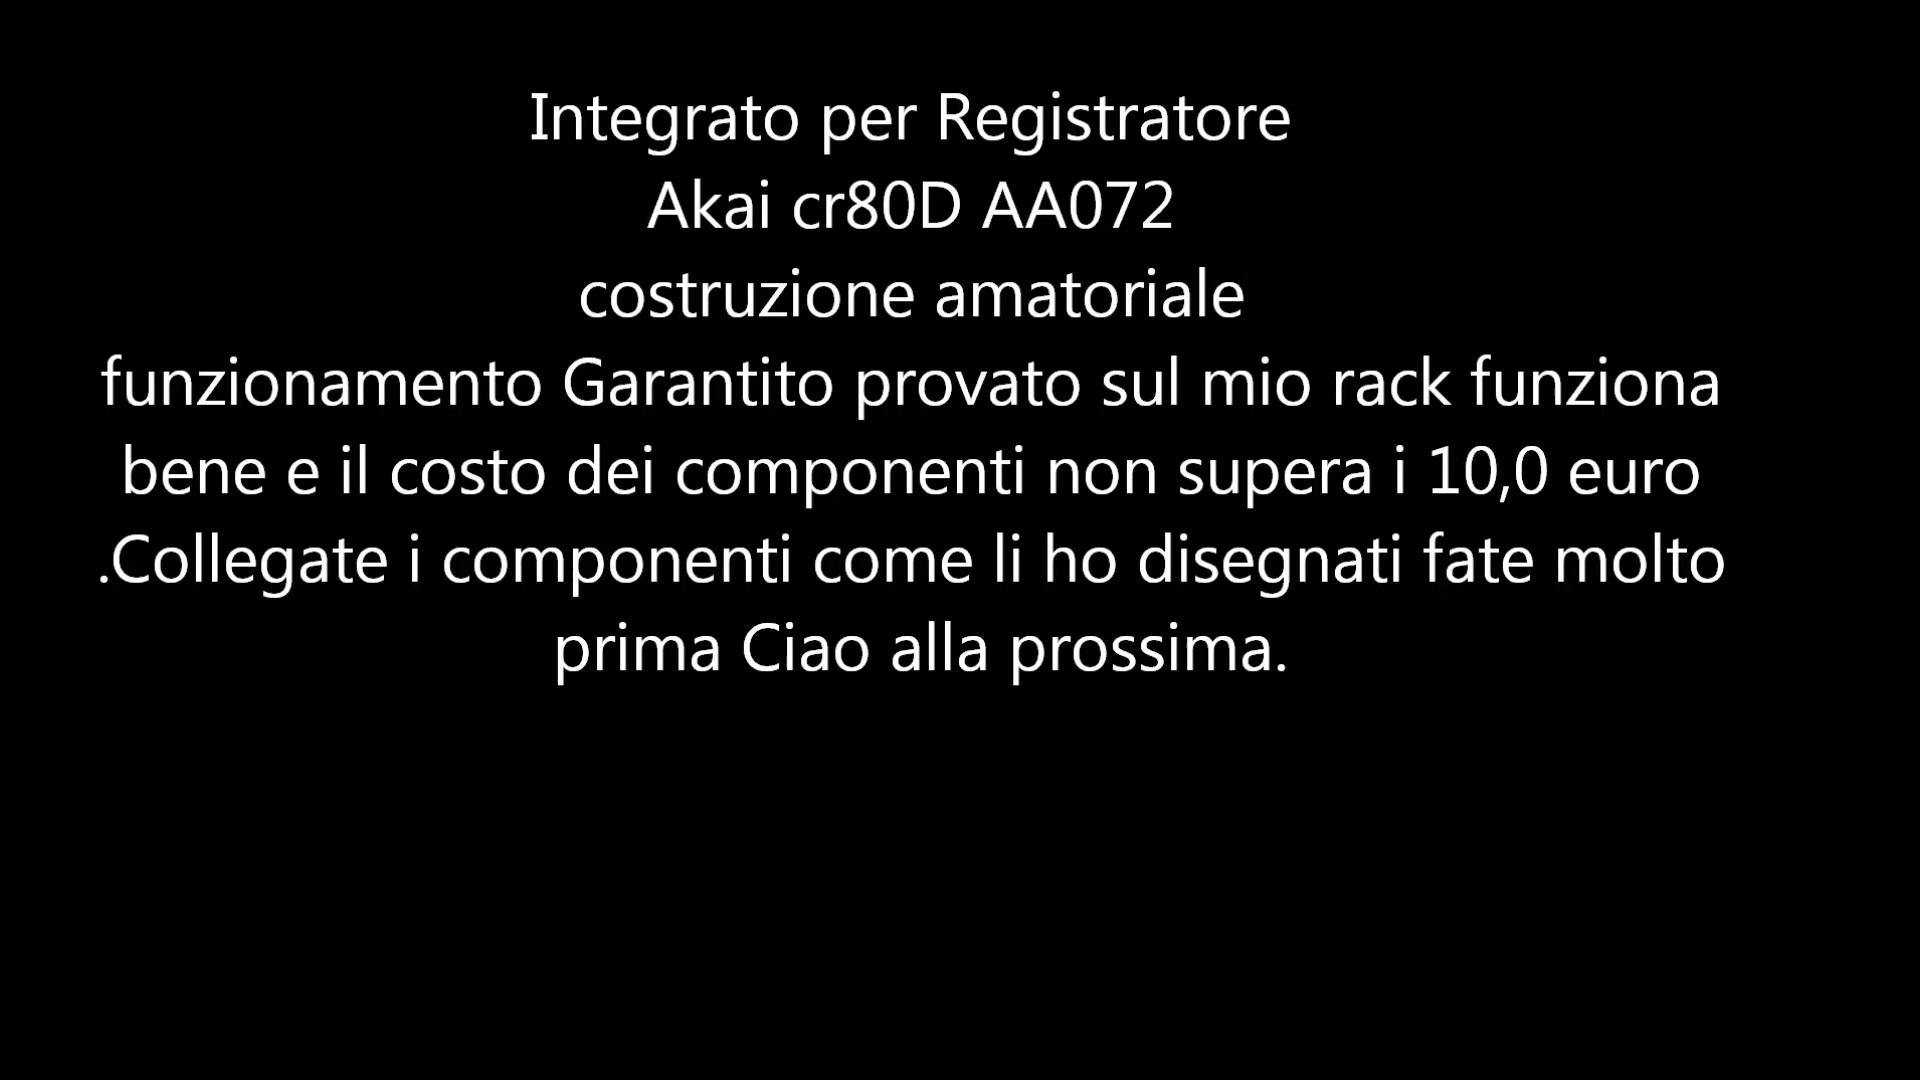 Integrato per Registratore
Akai cr80D AA072
costruzione amatoriale
funzionamento Garantito provato sul mio rack funziona
bene e il costo dei componenti non supera i 10,0 euro
.Collegate i componenti come li ho disegnati fate molto
prima Ciao alla prossima.